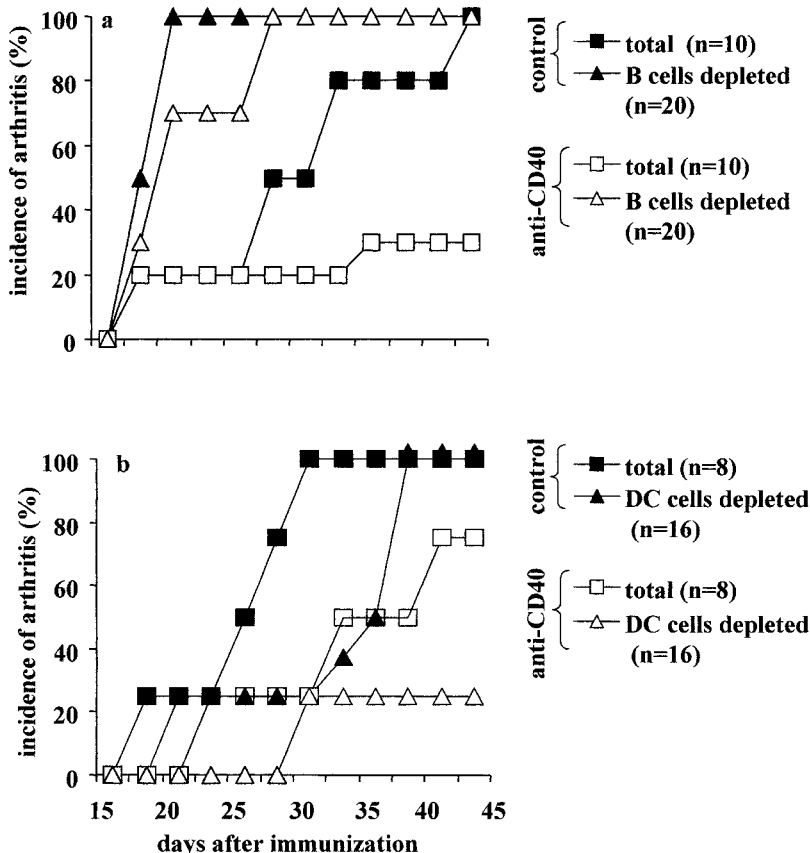 a
100
80
60
40
20
0
incidence of arthritis (%)
control
total (n=10)
B cells depleted
(n=20)
anti-CD40
total (n=10)
B cells depleted
(n=20)
b
100
80
60
40
20
0
incidence of arthritis (%)
15 20 25 30 35 40 45
days after immunization
control
total (n=8)
DC cells depleted
(n=16)
anti-CD40
total (n=8)
DC cells depleted
(n=16)